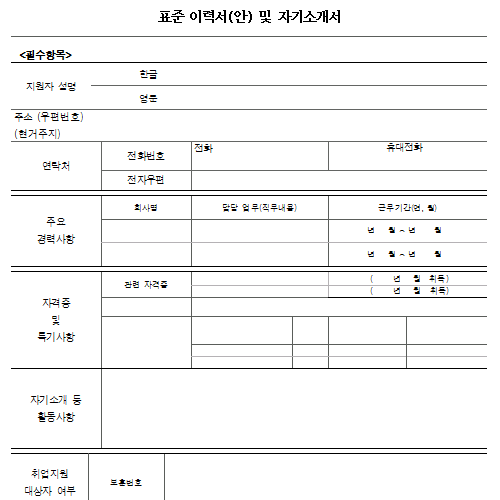 표준 이력서(안) 및 자기소개서
<필수항목>
지원자 성명
한글
영문
주소 (우편번호)
(현거주지)
연락처
전화번호
전화
휴대전화
전자우편
주요
경력사항
회사명
담당 업무(직무내용)
근무기간(년, 월)
년 월 ~ 년 월
년 월 ~ 년 월
자격증
및
특기사항
관련 자격증
( 년 월 취득)
( 년 월 취득)
자기소개 등
활동사항
취업지원
대상자 여부
보훈번호